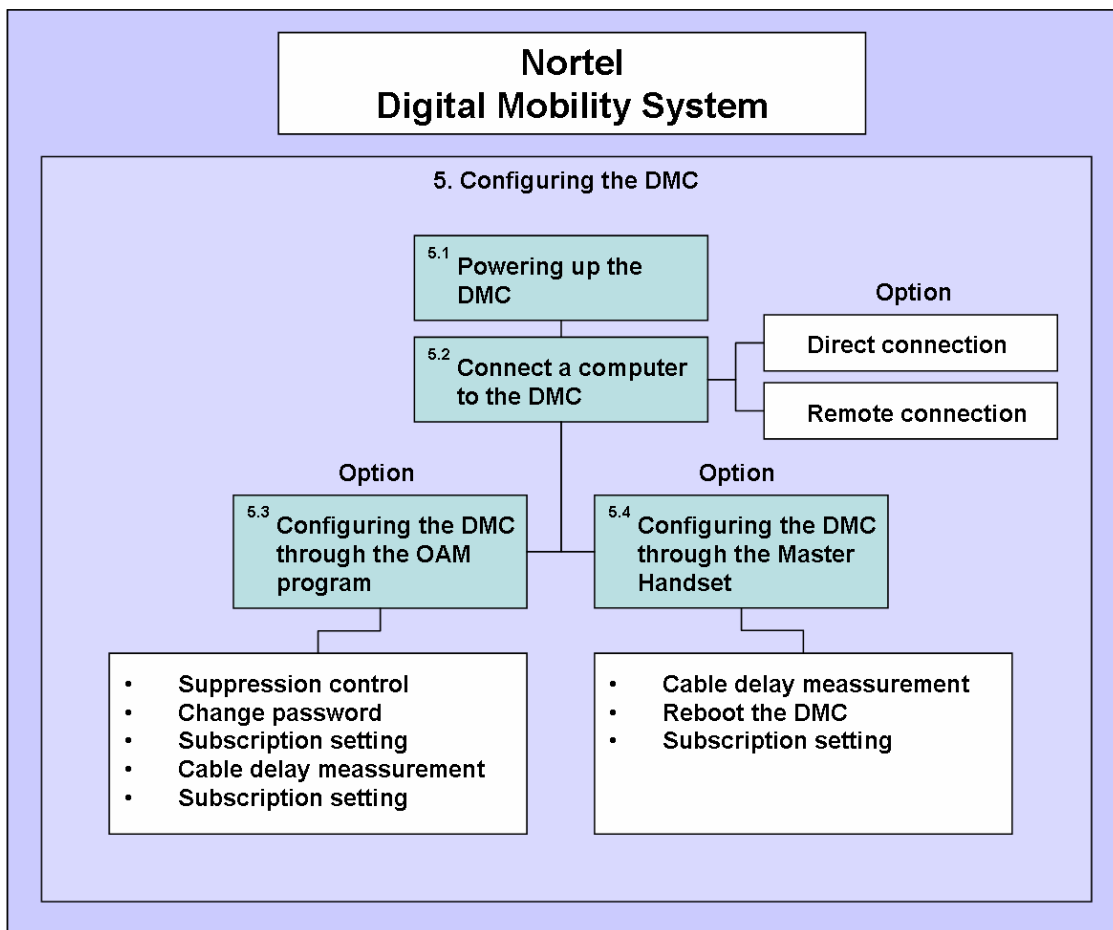 Nortel
Digital Mobility System
5. Configuring the DMC
5.1 Powering up the
DMC
Option
5.2 Connect a computer
to the DMC
Direct connection
Remote connection
Option
5.3 Configuring the DMC
through the OAM
program
Option
5.4 Configuring the DMC
through the Master
Handset
• Suppression control
• Change password
• Subscription setting
• Cable delay meassurement
• Subscription setting
• Cable delay meassurement
• Reboot the DMC
• Subscription setting